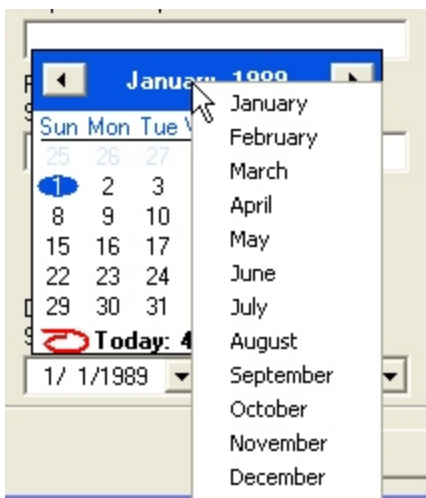 January, 1989
Sun Mon Tue
25 26 27
1 2 3
8 9 10
15 16 17
22 23 24
29 30 31
Today: 4
1/ 1/1989
January
February
March
April
May
June
July
August
September
October
November
December